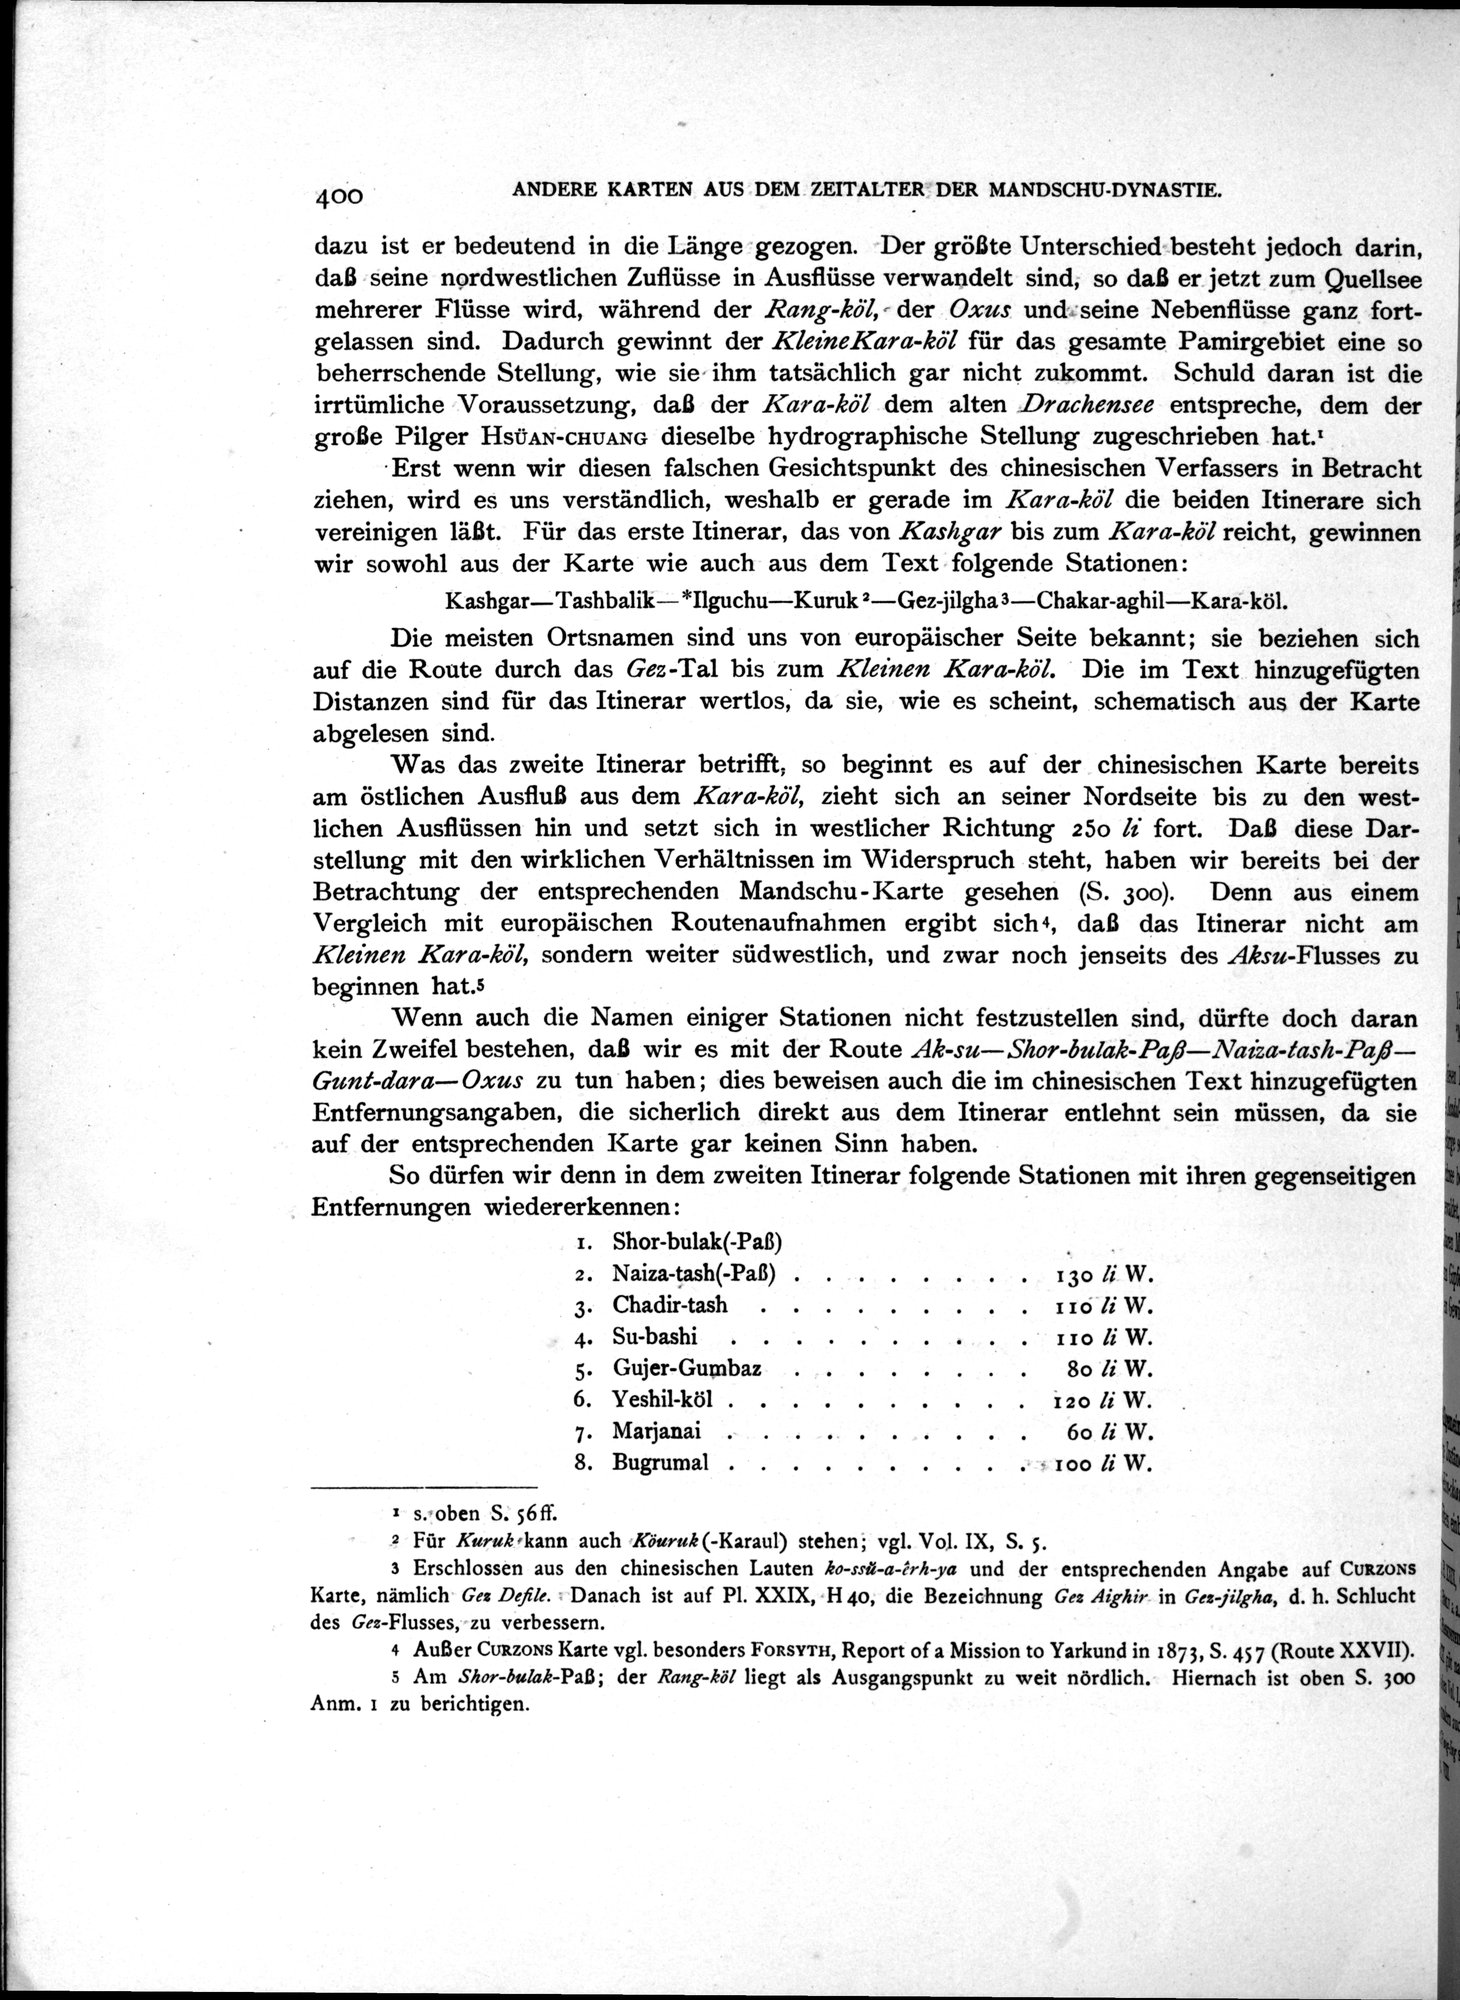 400 ANDERE KARTEN AUS DEM ZEITALTER DER MANDSCHU-DYNASTIE.
dazu ist er bedeutend in die Länge gezogen. Der größte Unterschied besteht jedoch darin,
daß seine nordwestlichen Zuflüsse in Ausflüsse verwandelt sind, so daß er jetzt zum Quellsee
mehrerer Flüsse wird, während der Rang-köl, der Oxus und seine Nebenflüsse ganz fort-
gelassen sind. Dadurch gewinnt der Kleine Kara-köl für das gesamte Pamirgebiet eine so
beherrschende Stellung, wie sie ihm tatsächlich gar nicht zukommt. Schuld daran ist die
irrtümliche Voraussetzung, daß der Kara-köl dem alten Drachensee entspreche, dem der
große Pilger HSÜAN-CHUANG dieselbe hydrographische Stellung zugeschrieben hat.¹
Erst wenn wir diesen falschen Gesichtspunkt des chinesischen Verfassers in Betracht
ziehen, wird es uns verständlich, weshalb er gerade im Kara-köl die beiden Itinerare sich
vereinigen läßt. Für das erste Itinerar, das von Kashgar bis zum Kara-köl reicht, gewinnen
wir sowohl aus der Karte wie auch aus dem Text folgende Stationen:
Kashgar—Tashbalik—*Ilguchu—Kuruk²—Gez-jilgha³—Chakar-aghil—Kara-köl.
Die meisten Ortsnamen sind uns von europäischer Seite bekannt; sie beziehen sich
auf die Route durch das Gez-Tal bis zum Kleinen Kara-köl. Die im Text hinzugefügten
Distanzen sind für das Itinerar wertlos, da sie, wie es scheint, schematisch aus der Karte
abgelesen sind.
Was das zweite Itinerar betrifft, so beginnt es auf der chinesischen Karte bereits
am östlichen Ausfluß aus dem Kara-köl, zieht sich an seiner Nordseite bis zu den west-
lichen Ausflüssen hin und setzt sich in westlicher Richtung 250 li fort. Daß diese Dar-
stellung mit den wirklichen Verhältnissen im Widerspruch steht, haben wir bereits bei der
Betrachtung der entsprechenden Mandschu-Karte gesehen (S. 300). Denn aus einem
Vergleich mit europäischen Routenaufnahmen ergibt sich⁴, daß das Itinerar nicht am
Kleinen Kara-köl, sondern weiter südwestlich, und zwar noch jenseits des Aksu-Flusses zu
beginnen hat.⁵
Wenn auch die Namen einiger Stationen nicht festzustellen sind, dürfte doch daran
kein Zweifel bestehen, daß wir es mit der Route Ak-su—Shor-bulak-Paß—Naiza-tash-Paß—
Gunt-dara—Oxus zu tun haben; dies beweisen auch die im chinesischen Text hinzugefügten
Entfernungsangaben, die sicherlich direkt aus dem Itinerar entlehnt sein müssen, da sie
auf der entsprechenden Karte gar keinen Sinn haben.
So dürfen wir denn in dem zweiten Itinerar folgende Stationen mit ihren gegenseitigen
Entfernungen wiedererkennen:
1. Shor-bulak(-Paß)
2. Naiza-tash(-Paß) . . . . . . . . 130 li W.
3. Chadir-tash . . . . . . . . . 110 li W.
4. Su-bashi . . . . . . . . . . 110 li W.
5. Gujer-Gumbaz . . . . . . . . 80 li W.
6. Yeshil-köl . . . . . . . . . . 120 li W.
7. Marjanai . . . . . . . . . . 60 li W.
8. Bugrumal . . . . . . . . . . 100 li W.
1 s. oben S. 56ff.
2 Für Kuruk kann auch Köuruk(-Karaul) stehen; vgl. Vol. IX, S. 5.
3 Erschlossen aus den chinesischen Lauten ko-ssŭ-a-êrh-ya und der entsprechenden Angabe auf CURZONS
Karte, nämlich Gez Defile. Danach ist auf Pl. XXIX, H 40, die Bezeichnung Gez Aighir in Gez-jilgha, d. h. Schlucht
des Gez-Flusses, zu verbessern.
4 Außer CURZONS Karte vgl. besonders FORSYTH, Report of a Mission to Yarkund in 1873, S. 457 (Route XXVII).
5 Am Shor-bulak-Paß; der Rang-köl liegt als Ausgangspunkt zu weit nördlich. Hiernach ist oben S. 300
Anm. 1 zu berichtigen.